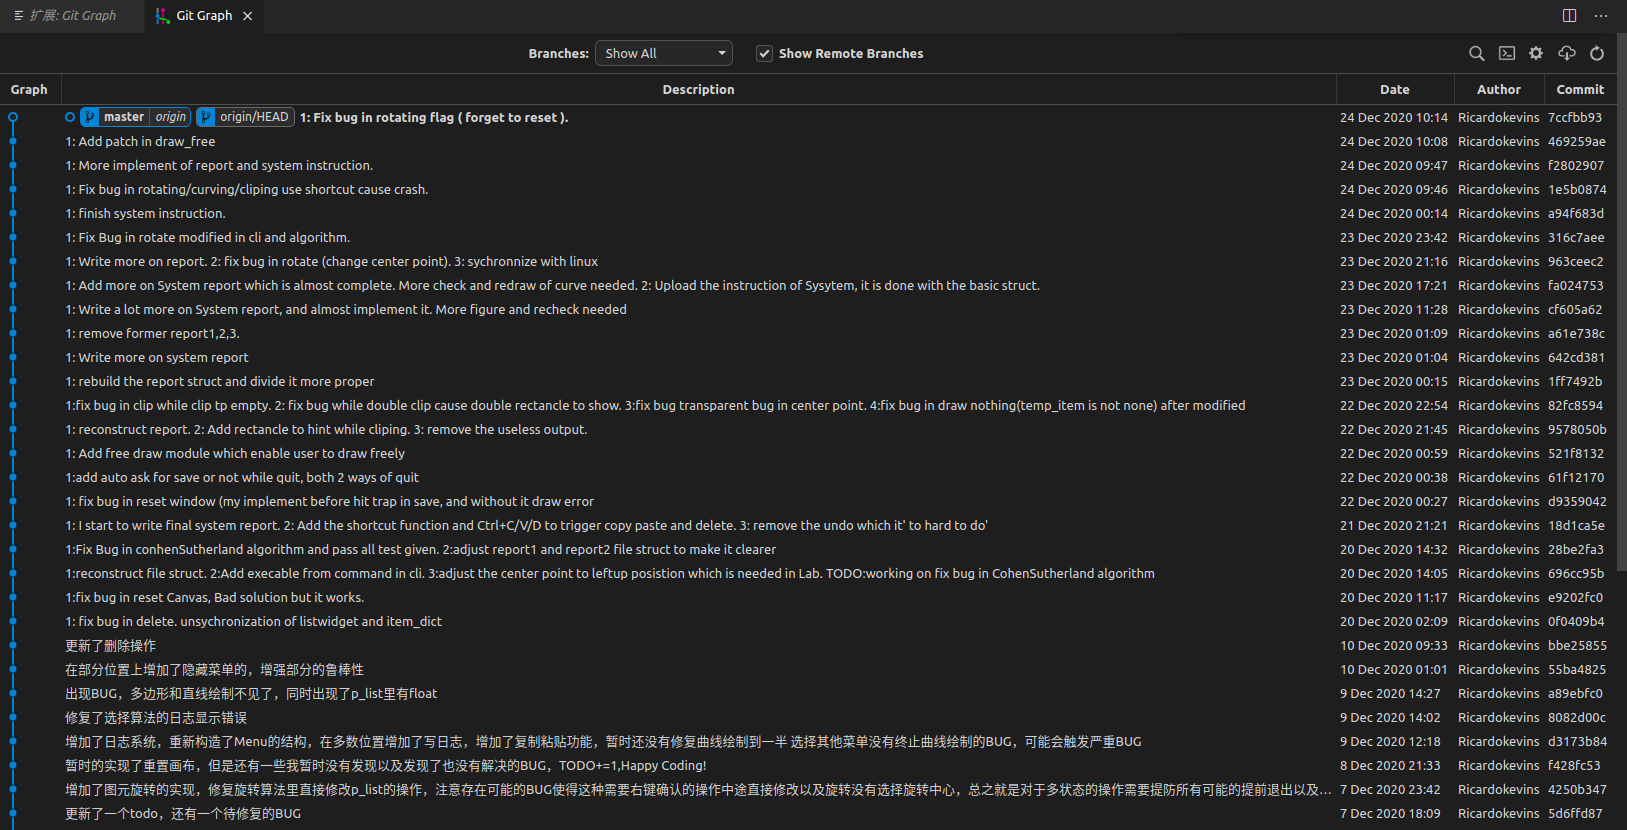 扩展: Git Graph
Git Graph
Branches: Show All Show Remote Branches
Graph Description Date Author Commit
master origin origin/HEAD 1: Fix bug in rotating flag ( forget to reset ). 24 Dec 2020 10:14 Ricardokevins 7ccfbb93
1: Add patch in draw_free 24 Dec 2020 10:08 Ricardokevins 469259ae
1: More implement of report and system instruction. 24 Dec 2020 09:47 Ricardokevins f2802907
1: Fix bug in rotating/curving/cliping use shortcut cause crash. 24 Dec 2020 09:46 Ricardokevins 1e5b0874
1: finish system instruction. 24 Dec 2020 00:14 Ricardokevins a94f683d
1: Fix Bug in rotate modified in cli and algorithm. 23 Dec 2020 23:42 Ricardokevins 316c7aee
1: Write more on report. 2: fix bug in rotate (change center point). 3: sychronnize with linux 23 Dec 2020 21:16 Ricardokevins 963ceec2
1: Add more on System report which is almost complete. More check and redraw of curve needed. 2: Upload the instruction of Sysytem, it is done with the basic struct. 23 Dec 2020 17:21 Ricardokevins fa024753
1: Write a lot more on System report, and almost implement it. More figure and recheck needed 23 Dec 2020 11:28 Ricardokevins cf605a62
1: remove former report1,2,3. 23 Dec 2020 01:09 Ricardokevins a61e738c
1: Write more on system report 23 Dec 2020 01:04 Ricardokevins 642cd381
1: rebuild the report struct and divide it more proper 23 Dec 2020 00:15 Ricardokevins 1ff7492b
1:fix bug in clip while clip tp empty. 2: fix bug while double clip cause double rectancle to show. 3:fix bug transparent bug in center point. 4:fix bug in draw nothing(temp_item is not none) after modified 22 Dec 2020 22:54 Ricardokevins 82fc8594
1: reconstruct report. 2: Add rectancle to hint while cliping. 3: remove the useless output. 22 Dec 2020 21:45 Ricardokevins 9578050b
1: Add free draw module which enable user to draw freely 22 Dec 2020 00:59 Ricardokevins 521f8132
1:add auto ask for save or not while quit, both 2 ways of quit 22 Dec 2020 00:38 Ricardokevins 61f12170
1: fix bug in reset window (my implement before hit trap in save, and without it draw error 22 Dec 2020 00:27 Ricardokevins d9359042
1: I start to write final system report. 2: Add the shortcut function and Ctrl+C/V/D to trigger copy paste and delete. 3: remove the undo which it' to hard to do' 21 Dec 2020 21:21 Ricardokevins 18d1ca5e
1:Fix Bug in conhenSutherland algorithm and pass all test given. 2:adjust report1 and report2 file struct to make it clearer 20 Dec 2020 14:32 Ricardokevins 28be2fa3
1:reconstruct file struct. 2:Add execable from command in cli. 3:adjust the center point to leftup posistion which is needed in Lab. TODO:working on fix bug in CohenSutherland algorithm 20 Dec 2020 14:05 Ricardokevins 696cc95b
1:fix bug in reset Canvas, Bad solution but it works. 20 Dec 2020 11:17 Ricardokevins e9202fc0
1: fix bug in delete. unsychronization of listwidget and item_dict 20 Dec 2020 02:09 Ricardokevins 0f0409b4
更新了删除操作 10 Dec 2020 09:33 Ricardokevins bbe25855
在部分位置上增加了隐藏菜单的，增强部分的鲁棒性 10 Dec 2020 01:01 Ricardokevins 55ba4825
出现BUG，多边形和直线绘制不见了，同时出现了p_list里有float 9 Dec 2020 14:27 Ricardokevins a89ebfc0
修复了选择算法的日志显示错误 9 Dec 2020 14:02 Ricardokevins 8082d00c
增加了日志系统，重新构造了Menu的结构，在多数位置增加了写日志，增加了复制粘贴功能，暂时还没有修复曲线绘制到一半 选择其他菜单没有终止曲线绘制的BUG，可能会触发严重BUG 9 Dec 2020 12:18 Ricardokevins d3173b84
暂时的实现了重置画布，但是还有一些我暂时没有发现以及发现了也没有解决的BUG，TODO+=1,Happy Coding! 8 Dec 2020 21:33 Ricardokevins f428fc53
增加了图元旋转的实现，修复旋转算法里直接修改p_list的操作，注意存在可能的BUG使得这种需要右键确认的操作中途直接修改以及旋转没有选择旋转中心，总之就是对于多状态的操作需要提防所有可能的提前退出以及... 7 Dec 2020 23:42 Ricardokevins 4250b347
更新了一个todo，还有一个待修复的BUG 7 Dec 2020 18:09 Ricardokevins 5d6ffd87